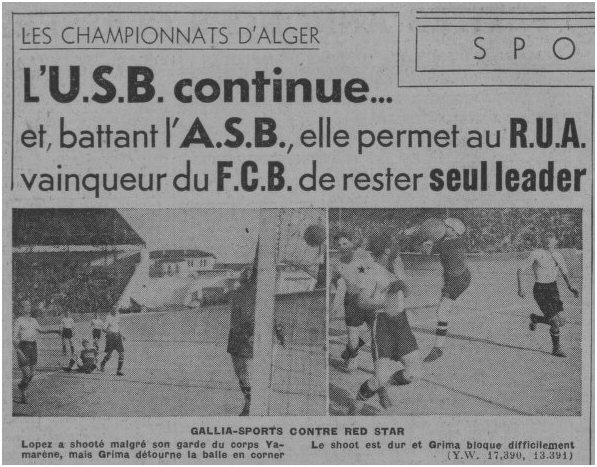 LES CHAMPIONNATS D'ALGER
SPO
L'U.S.B. continue...
et, battant l'A.S.B., elle permet au R.U.A.
vainqueur du F.C.B. de rester seul leader
GALLIA-SPORTS CONTRE RED STAR
Lopez a shooté malgré son garde du corps Ya-
marène, mais Grima détourne la balle en corner
Le shoot est dur et Grima bloque difficilement
(Y.W. 17.390, 13.391)